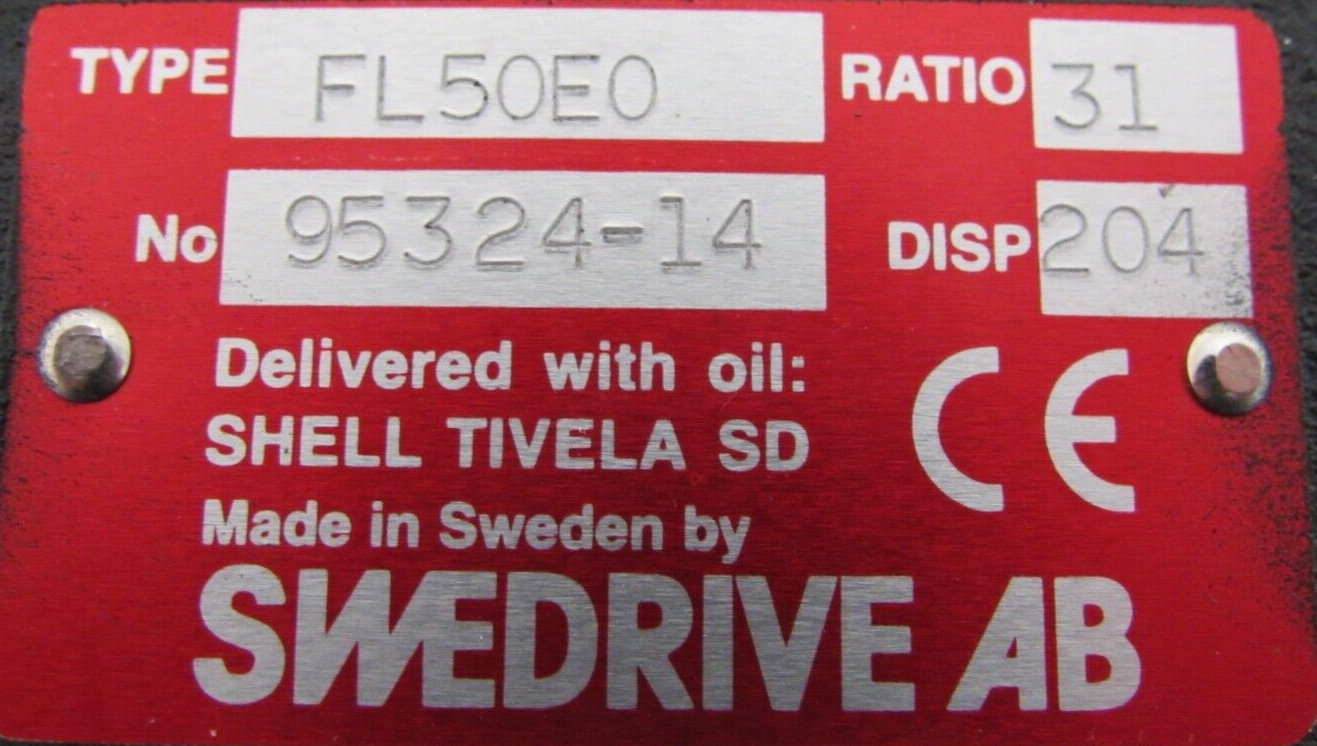 TYPE FL50E0 RATIO 31
No 95324-14 DISP 204
Delivered with oil:
SHELL TIVELA SD
Made in Sweden by
SWEDRIVE AB
CE